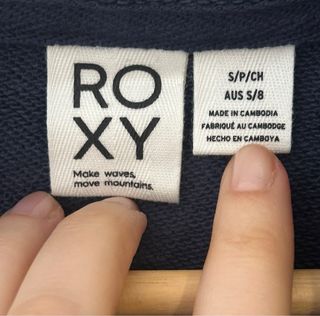 RO
XY
Make waves,
move mountains.
S/P/CH
AUS S/8
MADE IN CAMBODIA
FABRIQUÉ AU CAMBODGE
HECHO EN CAMBOYA